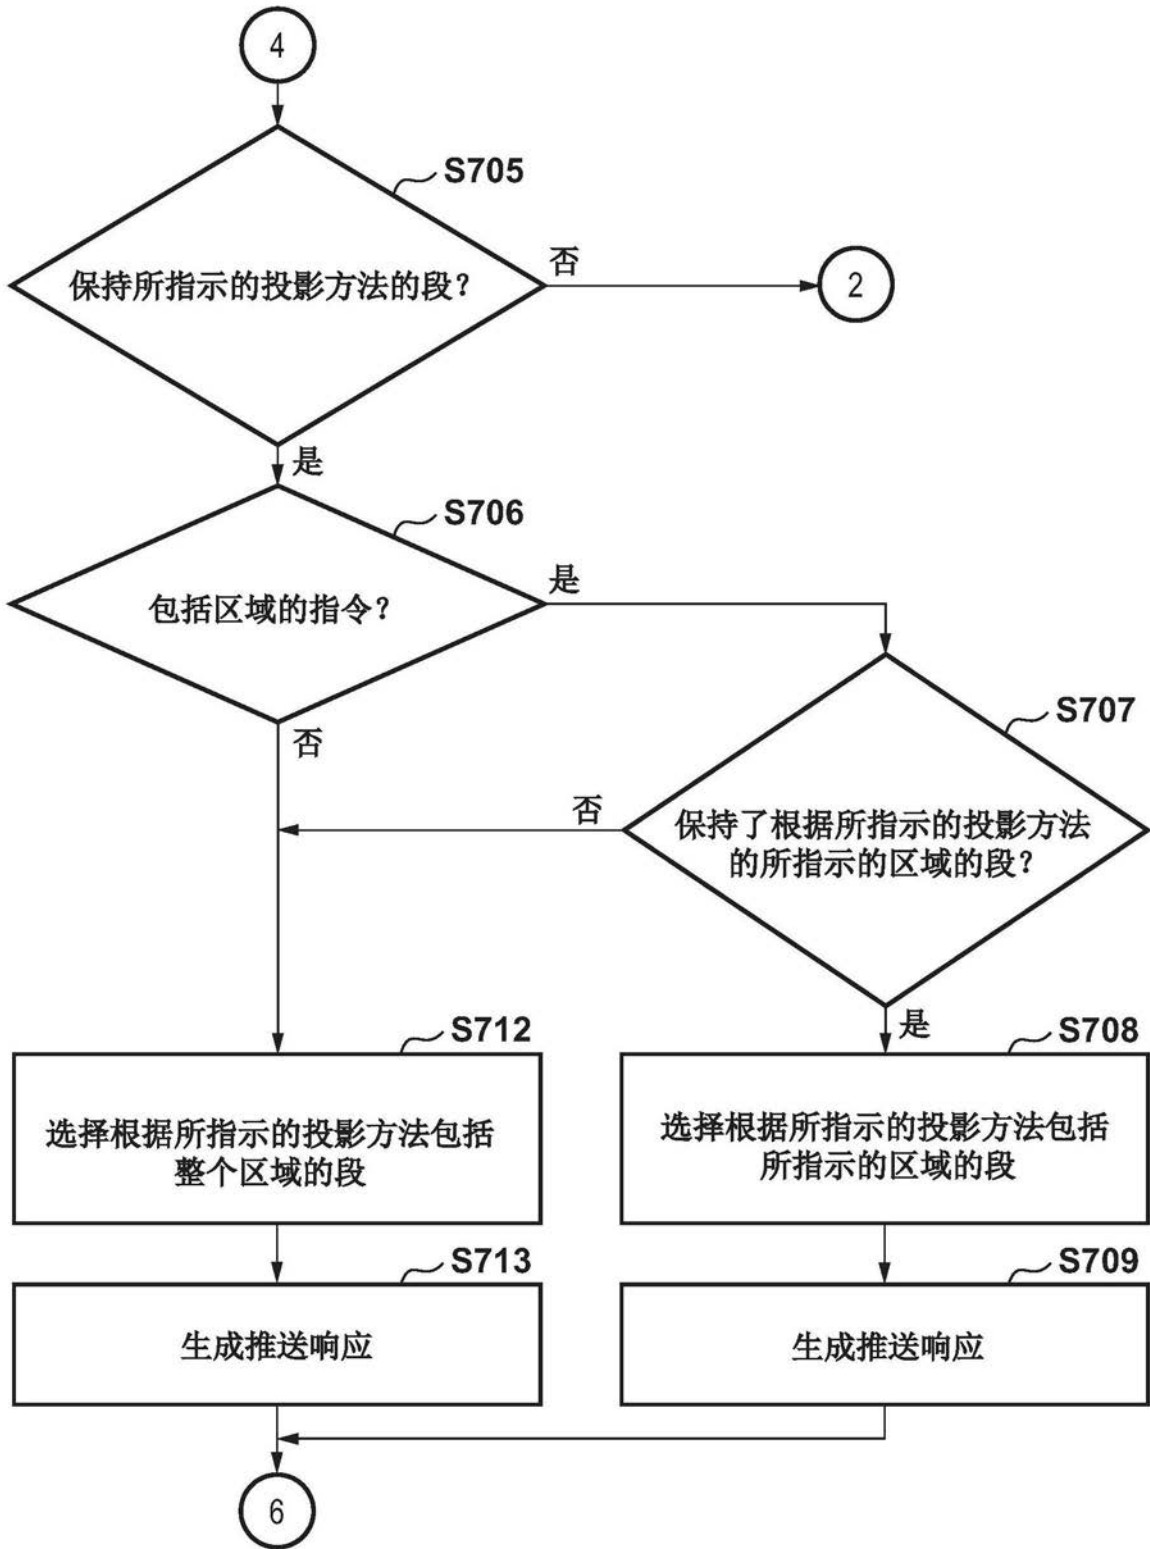 4
S705
保持所指示的投影方法的段?
否
2
是
S706
包括区域的指令?
是
否
S707
否
保持了根据所指示的投影方法
的所指示的区域的段?
是
S712
选择根据所指示的投影方法包括
整个区域的段
S708
选择根据所指示的投影方法包括
所指示的区域的段
S713
生成推送响应
S709
生成推送响应
6